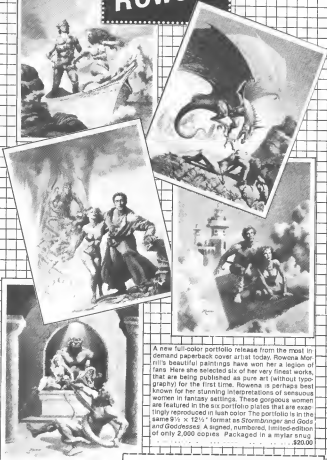 ROWE
A new full-color portfolio release from the most in
demand paperback cover artist today. Rowena Mor-
rill's beautiful paintings have won her a legion of
fans. Here she selected six of her very finest works,
that are being published as pure art (without typo-
graphy) for the first time. Rowena is perhaps best
known for her stunning interpretations of sensuous
women in fantasy settings. These gorgeous women
are featured in the six portfolio plates that are exac-
tingly reproduced in lush color. The portfolio is in the
same 9½ × 12½" format as Stormbringer and Gods
and Goddesses. A signed, numbered, limited-edition
of only 2,000 copies. Packaged in a mylar snug
$20.00